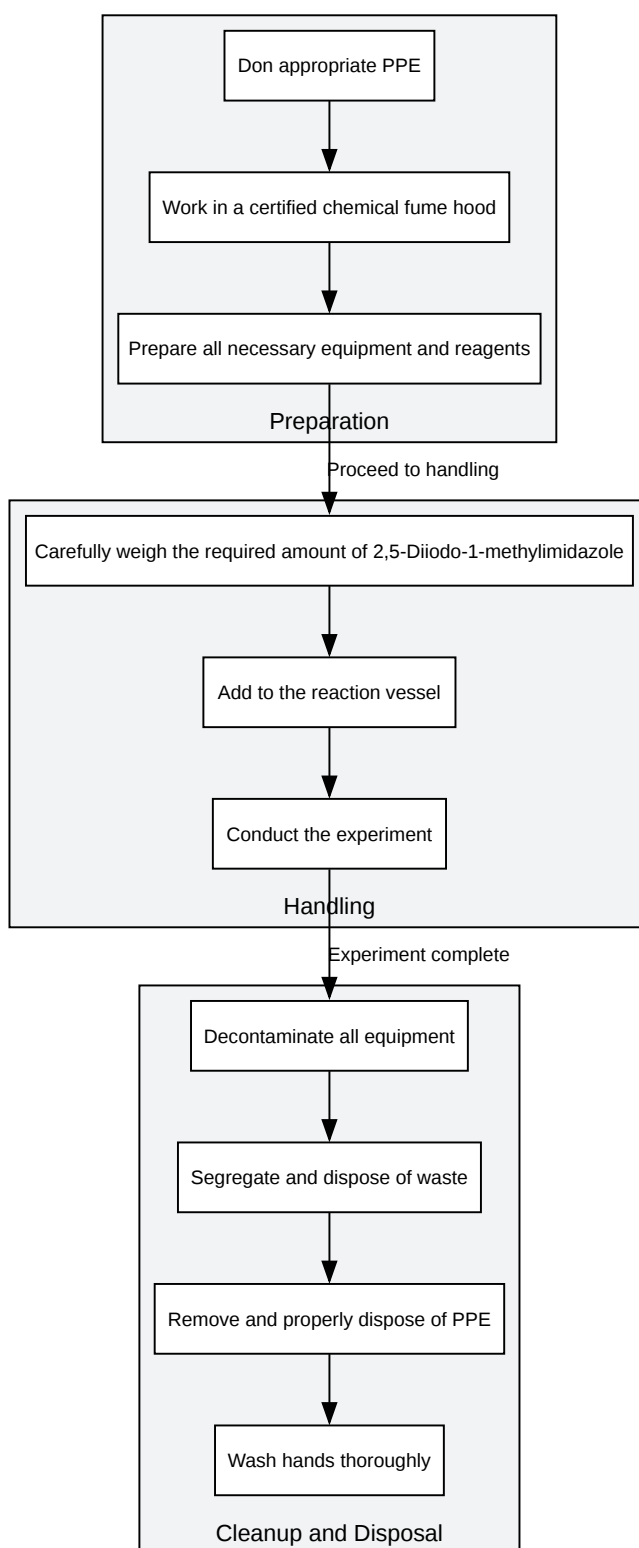 Don appropriate PPE
Work in a certified chemical fume hood
Prepare all necessary equipment and reagents
Preparation
Proceed to handling
Carefully weigh the required amount of 2,5-Diiodo-1-methylimidazole
Add to the reaction vessel
Conduct the experiment
Handling
Experiment complete
Decontaminate all equipment
Segregate and dispose of waste
Remove and properly dispose of PPE
Wash hands thoroughly
Cleanup and Disposal